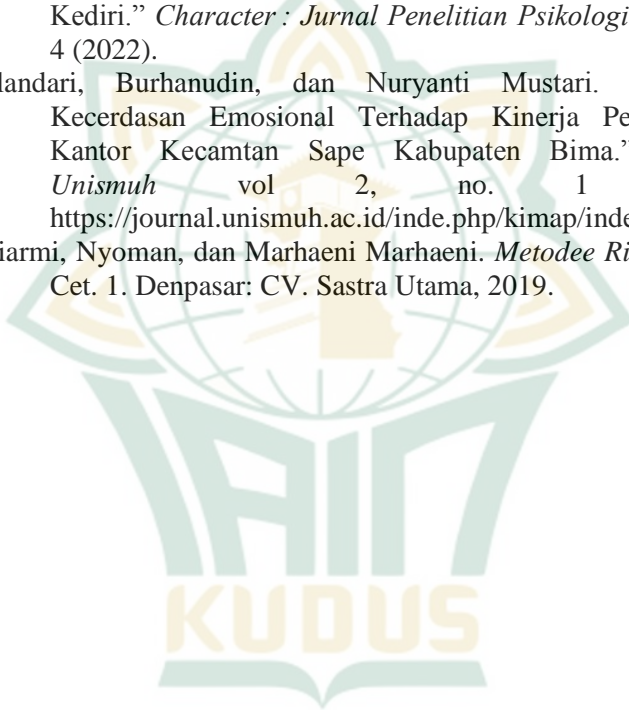 Kediri.” Character : Jurnal Penelitian Psikologi
4 (2022).
landari, Burhanudin, dan Nuryanti Mustari.
Kecerdasan Emosional Terhadap Kinerja Pe
Kantor Kecamtan Sape Kabupaten Bima.”
Unismuh vol 2, no. 1
https://journal.unismuh.ac.id/inde.php/kimap/inde
iarmi, Nyoman, dan Marhaeni Marhaeni. Metodee Ri
Cet. 1. Denpasar: CV. Sastra Utama, 2019.
IAIN
KUDUS